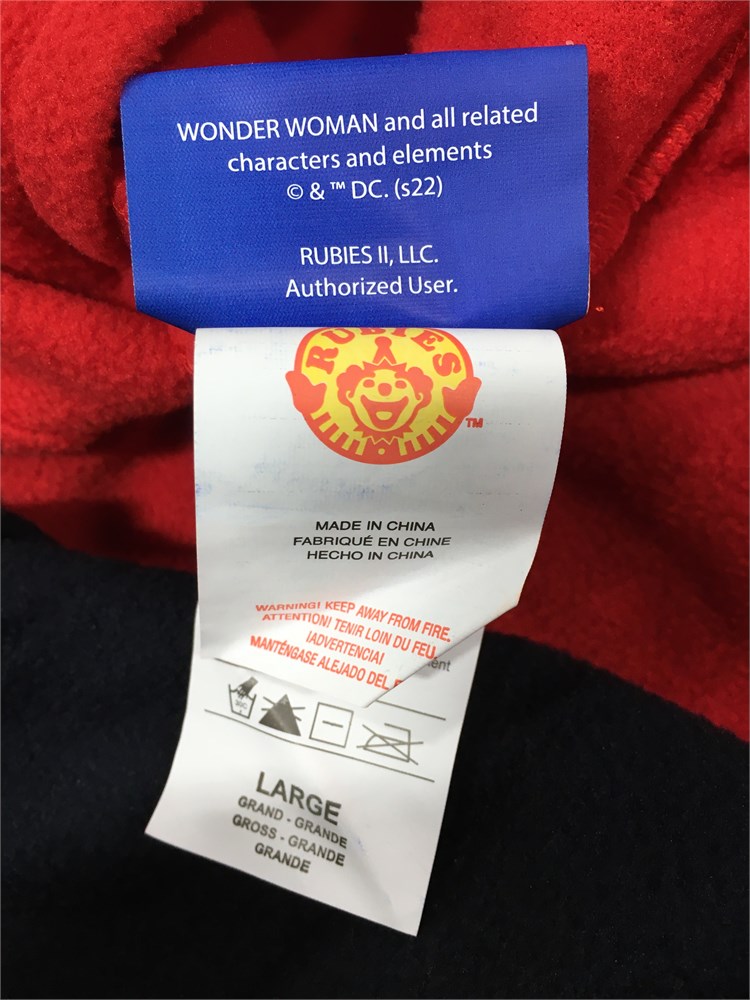 WONDER WOMAN and all related
characters and elements
© & ™ DC. (s22)
RUBIES II, LLC.
Authorized User.
RUBIES
TM
MADE IN CHINA
FABRIQUÉ EN CHINE
HECHO IN CHINA
WARNING! KEEP AWAY FROM FIRE.
ATTENTION! TENIR LOIN DU FEU.
¡ADVERTENCIA!
MANTÉNGASE ALEJADO DEL
LARGE
GRAND - GRANDE
GROSS - GRANDE
GRANDE